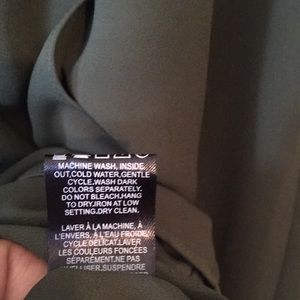 MACHINE WASH, INSIDE
OUT,COLD WATER,GENTLE
CYCLE.WASH DARK
COLORS SEPARATELY.
DO NOT BLEACH.HANG
TO DRY.IRON AT LOW
SETTING.DRY CLEAN.
LAVER À LA MACHINE, À
L'ENVERS, À L'EAU FROIDE,
CYCLE DÉLICAT.LAVER
LES COULEURS FONCÉES
SÉPARÉMENT.NE PAS
SUSPENDRE